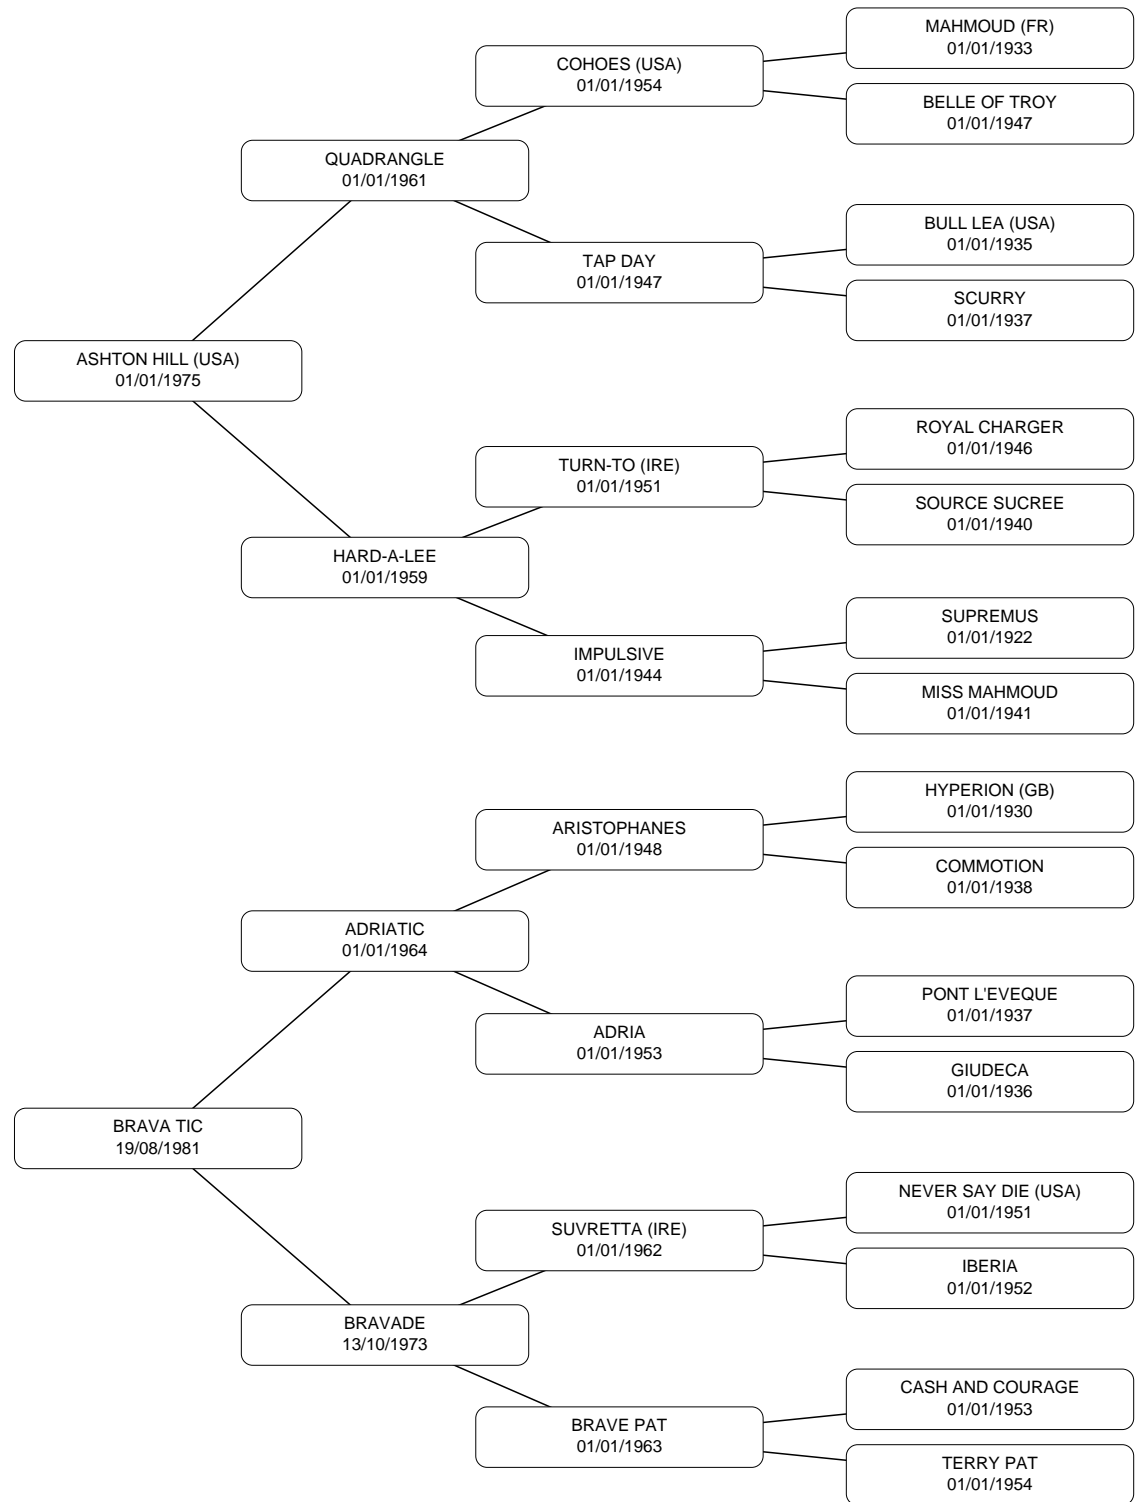 MAHMOUD (FR)
01/01/1933
COHOES (USA)
01/01/1954
BELLE OF TROY
01/01/1947
QUADRANGLE
01/01/1961
BULL LEA (USA)
01/01/1935
TAP DAY
01/01/1947
SCURRY
01/01/1937
ASHTON HILL (USA)
01/01/1975
ROYAL CHARGER
01/01/1946
TURN-TO (IRE)
01/01/1951
SOURCE SUCREE
01/01/1940
HARD-A-LEE
01/01/1959
SUPREMUS
01/01/1922
IMPULSIVE
01/01/1944
MISS MAHMOUD
01/01/1941
HYPERION (GB)
01/01/1930
ARISTOPHANES
01/01/1948
COMMOTION
01/01/1938
ADRIATIC
01/01/1964
PONT L'EVEQUE
01/01/1937
ADRIA
01/01/1953
GIUDECA
01/01/1936
BRAVA TIC
19/08/1981
NEVER SAY DIE (USA)
01/01/1951
SUVRETTA (IRE)
01/01/1962
IBERIA
01/01/1952
BRAVADE
13/10/1973
CASH AND COURAGE
01/01/1953
BRAVE PAT
01/01/1963
TERRY PAT
01/01/1954